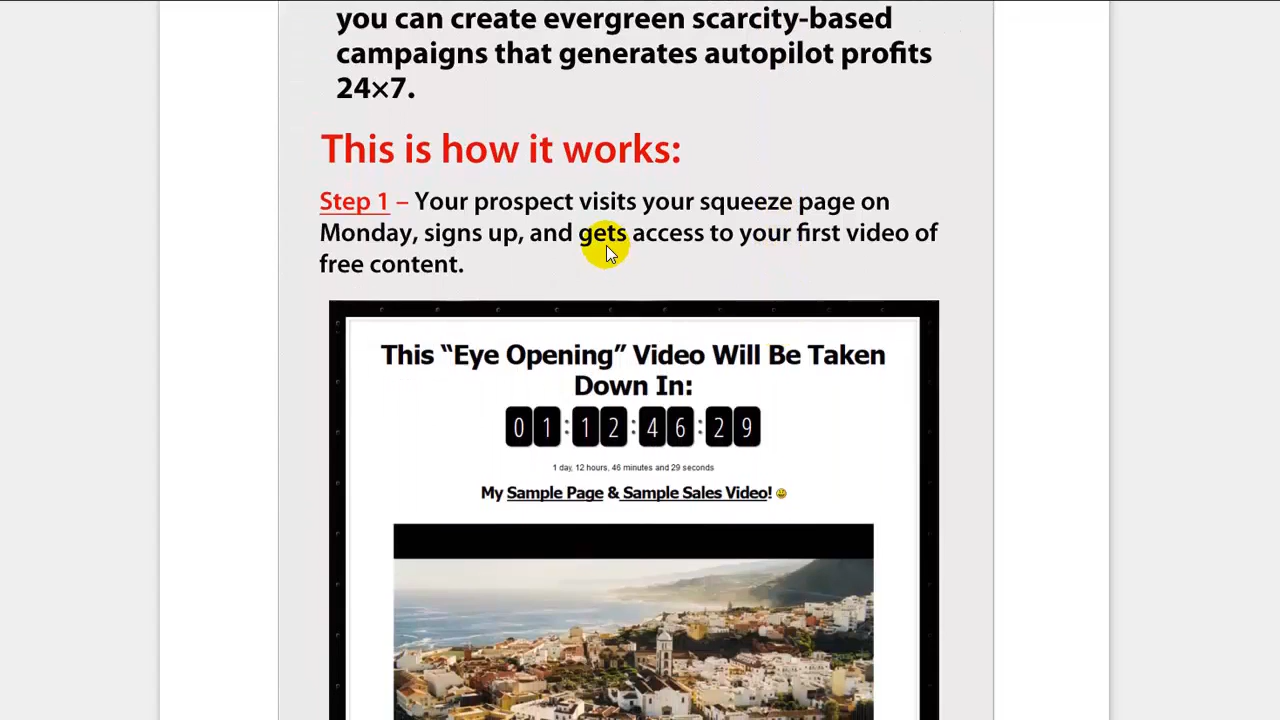 you can create evergreen scarcity-based
campaigns that generates autopilot profits
24×7.
This is how it works:
Step 1 – Your prospect visits your squeeze page on
Monday, signs up, and gets access to your first video of
free content.
This “Eye Opening” Video Will Be Taken
Down In:
01:12:46:29
1 day, 12 hours, 46 minutes and 29 seconds
My Sample Page & Sample Sales Video!